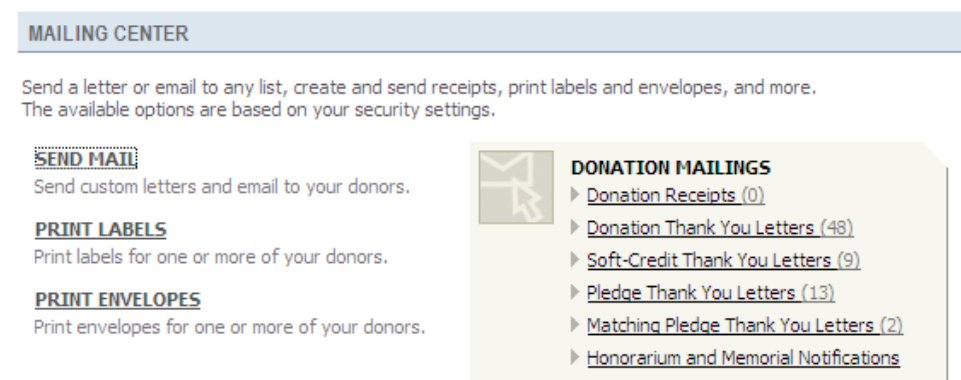 MAILING CENTER
Send a letter or email to any list, create and send receipts, print labels and envelopes, and more.
The available options are based on your security settings.
SEND MAIL
Send custom letters and email to your donors.
PRINT LABELS
Print labels for one or more of your donors.
PRINT ENVELOPES
Print envelopes for one or more of your donors.
DONATION MAILINGS
Donation Receipts (0)
Donation Thank You Letters (48)
Soft-Credit Thank You Letters (9)
Pledge Thank You Letters (13)
Matching Pledge Thank You Letters (2)
Honorarium and Memorial Notifications